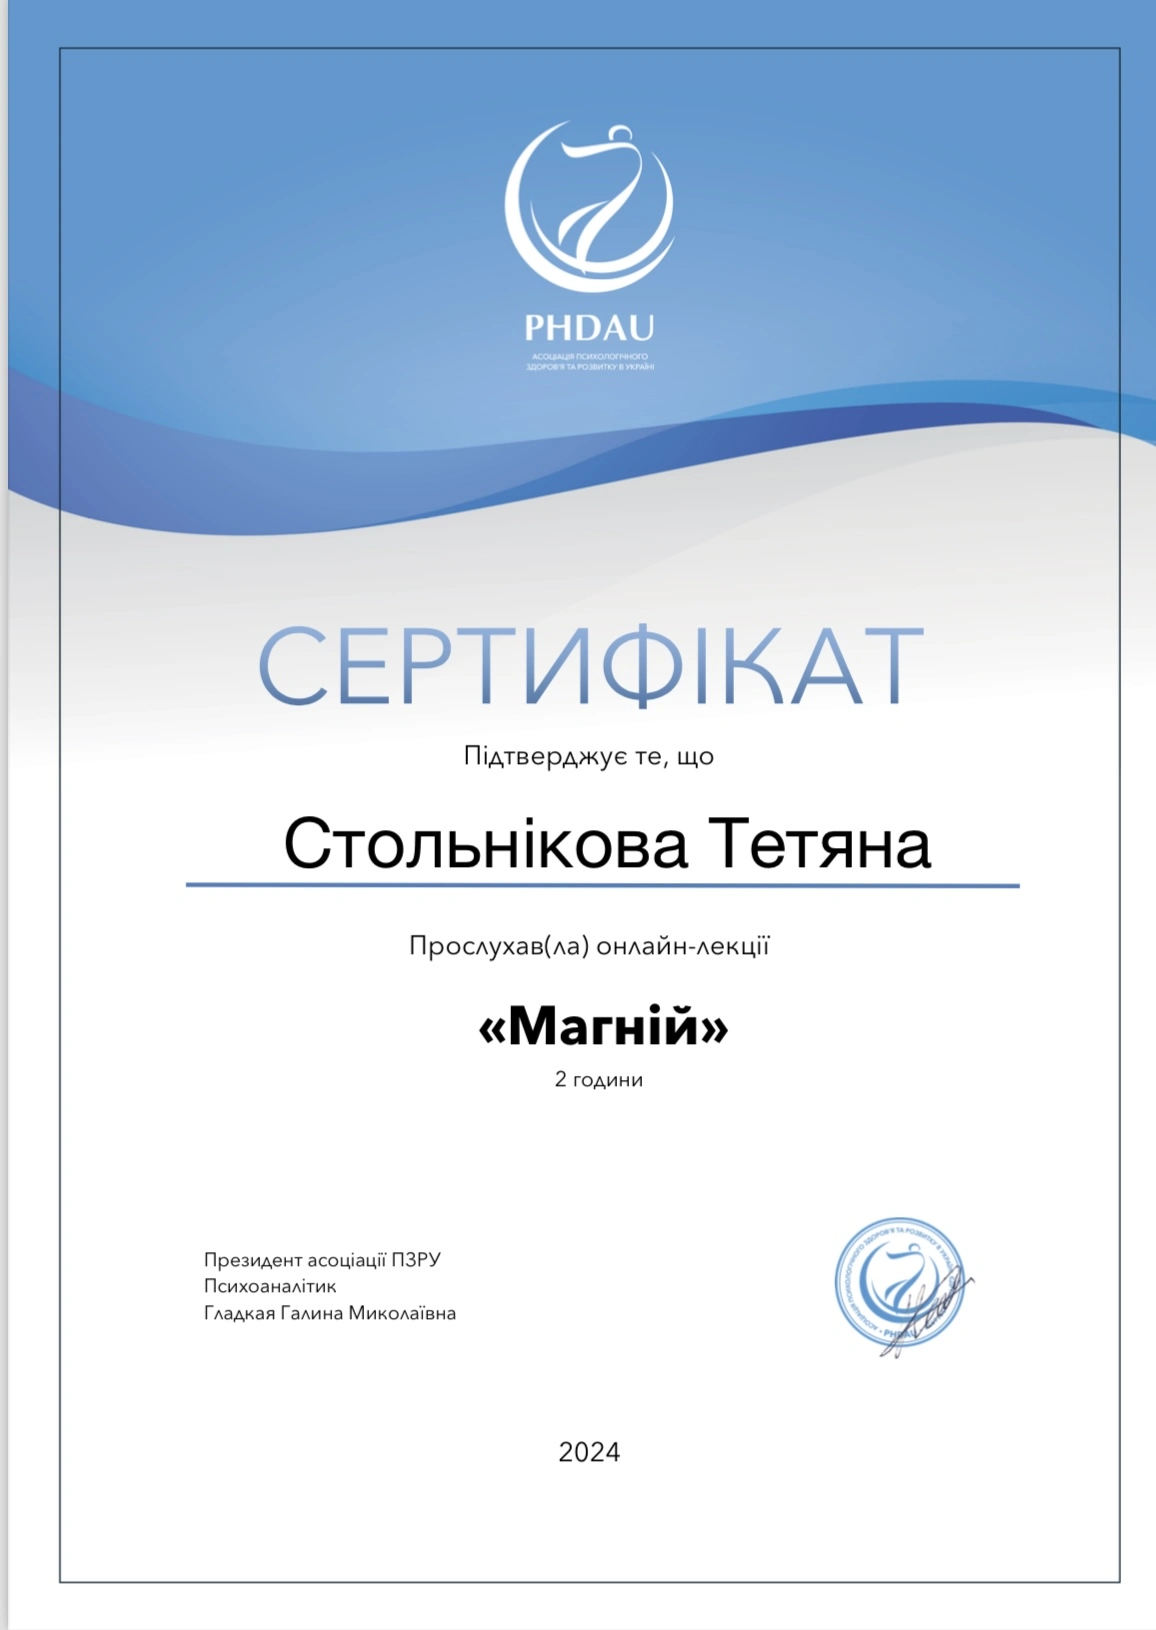 PHDAU
АСОЦІАЦІЯ ПСИХОЛОГІЧНОГО
ЗДОРОВ'Я ТА РОЗВИТКУ В УКРАЇНІ
СЕРТИФІКАТ
Підтверджує те, що
Стольнікова Тетяна
Прослухав(ла) онлайн-лекції
«Магній»
2 години
Президент асоціації ПЗРУ
Психоаналітик
Гладкая Галина Миколаївна
АСОЦІАЦІЯ ПСИХОЛОГІЧНОГО ЗДОРОВ'Я ТА РОЗВИТКУ В УКРАЇНІ • PHDAU
2024